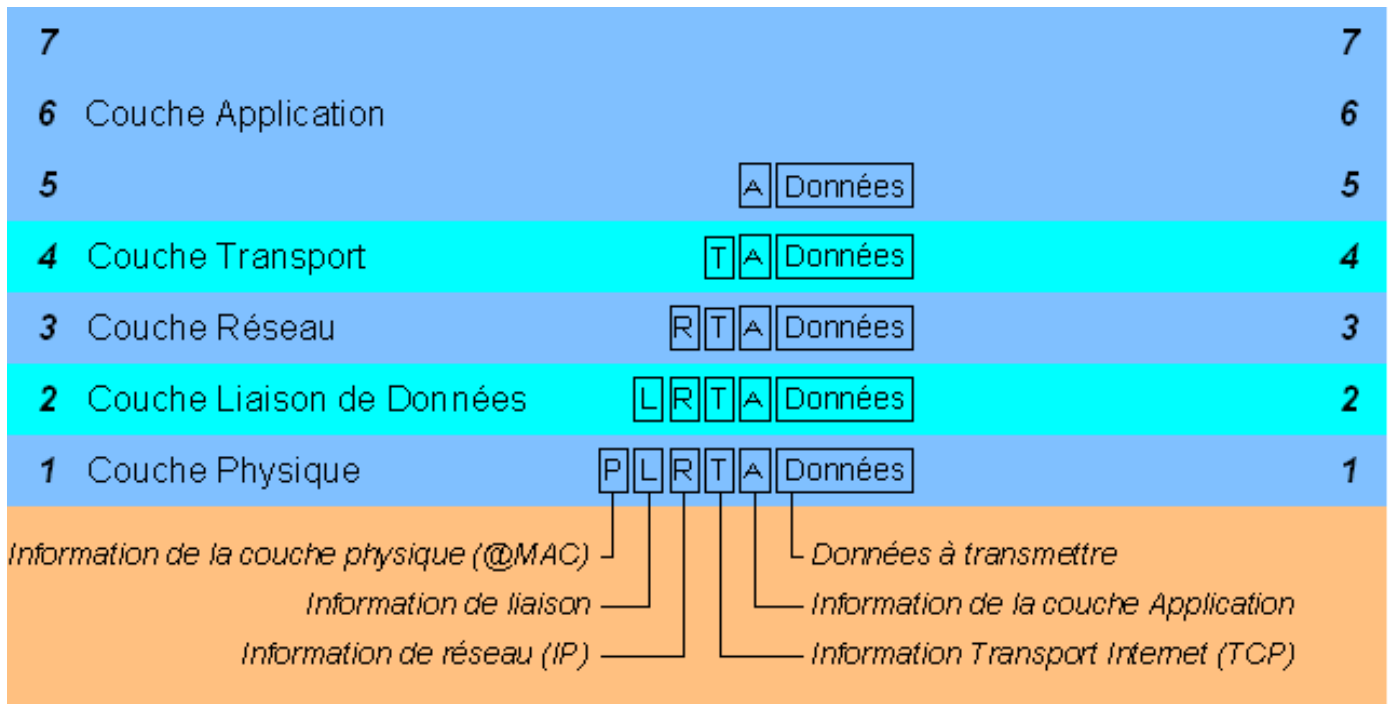 7 7
6 Couche Application 6
5 A Données 5
4 Couche Transport T A Données 4
3 Couche Réseau R T A Données 3
2 Couche Liaison de Données L R T A Données 2
1 Couche Physique P L R T A Données 1
Information de la couche physique (@MAC) Données à transmettre
Information de liaison Information de la couche Application
Information de réseau (IP) Information Transport Internet (TCP)